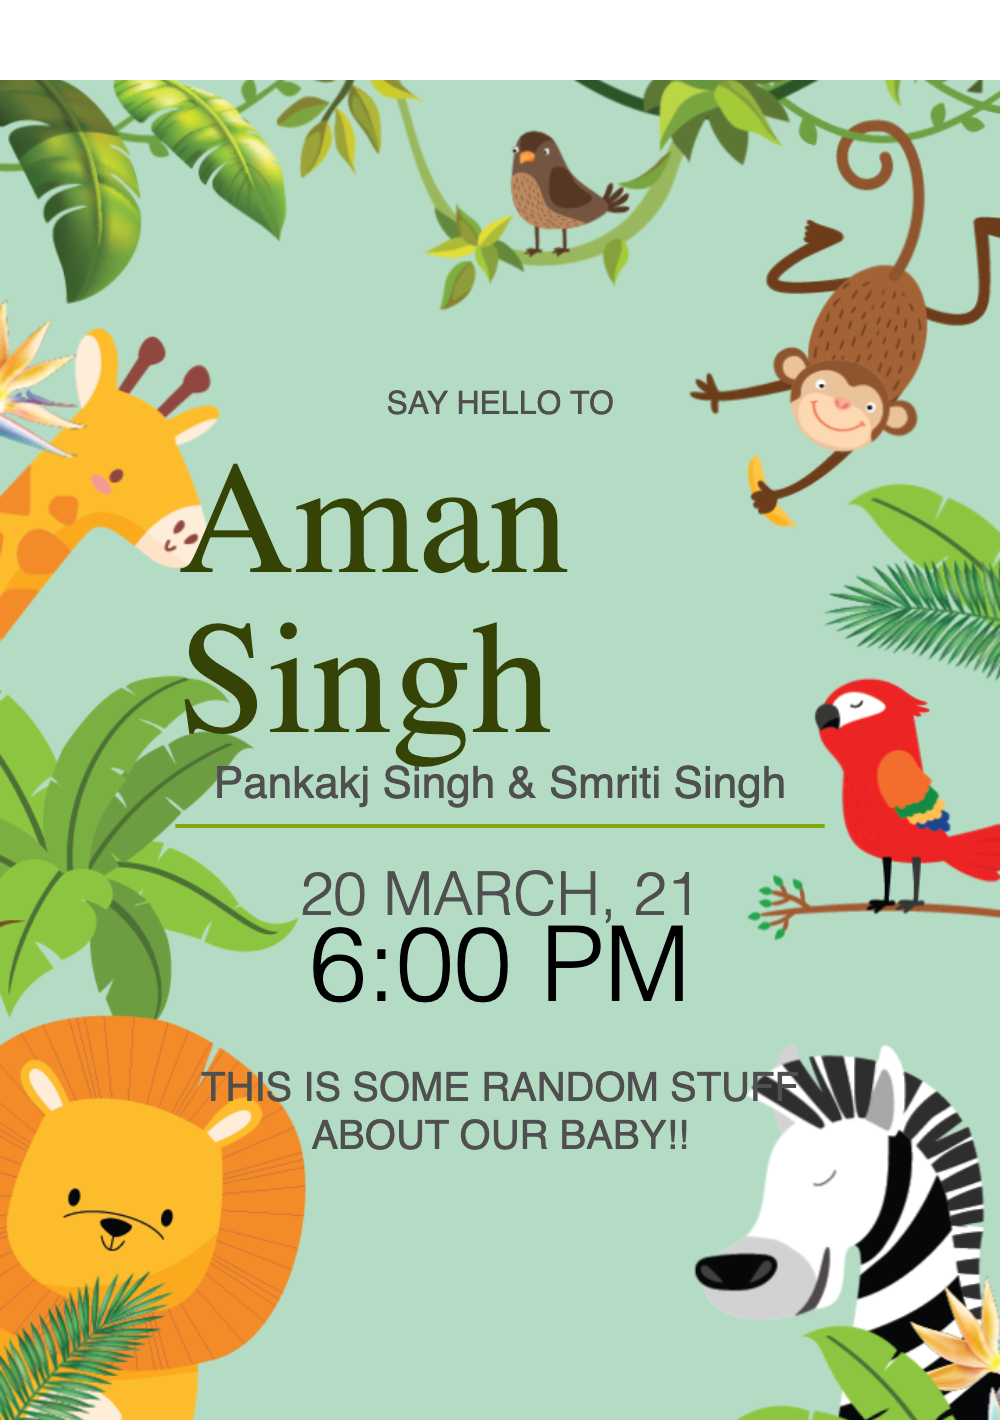 SAY HELLO TO
Aman
Singh
Pankakj Singh & Smriti Singh
20 MARCH, 21
6:00 PM
THIS IS SOME RANDOM STUFF
ABOUT OUR BABY!!